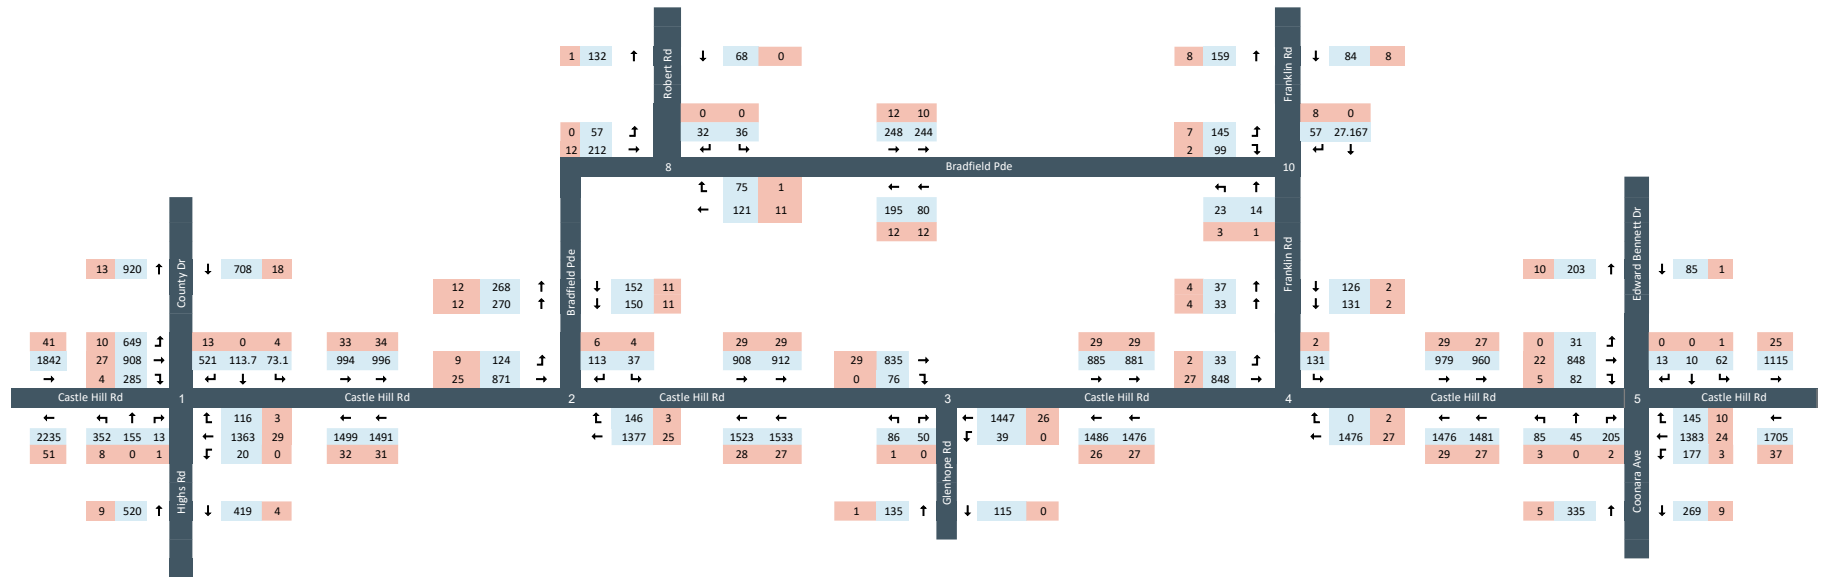 Robert Rd
Franklin Rd
1 132 ↑ ↓ 68 0
8 159 ↑ ↓ 84 8
0 0
12 10
8 0
0 57 ↱
32 36
248 244
7 145 ↱
57 27.167
12 212 →
↵ ↳
→ →
2 99 ↴
↵ ↓
8 Bradfield Pde 10
↰ 75 1
← ←
↰ ↑
← 121 11
195 80
23 14
12 12
3 1
County Dr
Bradfield Pde
Franklin Rd
Edward Bennett Dr
13 920 ↑ ↓ 708 18
10 203 ↑ ↓ 85 1
12 268 ↑ ↓ 152 11
4 37 ↑ ↓ 126 2
12 270 ↑ ↓ 150 11
4 33 ↑ ↓ 131 2
41 10 649 ↱ 13 0 4 33 34 6 4 29 29 29 29 2 29 27 0 31 ↱ 0 0 1 25
1842 27 908 → 521 113.7 73.1 994 996 9 124 ↱ 113 37 908 912 29 835 → 885 881 2 33 ↱ 131 979 960 22 848 → 13 10 62 1115
→ 4 285 ↴ ↵ ↓ ↳ → → 25 871 → ↵ ↳ → → 0 76 ↴ → → 27 848 → ↳ → → 5 82 ↴ ↵ ↓ ↳ →
Castle Hill Rd 1 Castle Hill Rd 2 Castle Hill Rd 3 Castle Hill Rd 4 Castle Hill Rd 5 Castle Hill Rd
← ↰ ↑ ↱ ↰ 116 3 ← ← ↰ 146 3 ← ← ↰ ↱ ← 1447 26 ← ← ↰ 0 2 ← ← ↰ ↑ ↱ ↰ 145 10 ←
2235 352 155 13 ← 1363 29 1499 1491 ← 1377 25 1523 1533 86 50 ↙ 39 0 1486 1476 ← 1476 27 1476 1481 85 45 205 ← 1383 24 1705
51 8 0 1 ↙ 20 0 32 31 28 27 1 0 26 27 29 27 3 0 2 ↙ 177 3 37
Highs Rd
Glenhope Rd
Coonara Ave
9 520 ↑ ↓ 419 4
1 135 ↑ ↓ 115 0
5 335 ↑ ↓ 269 9